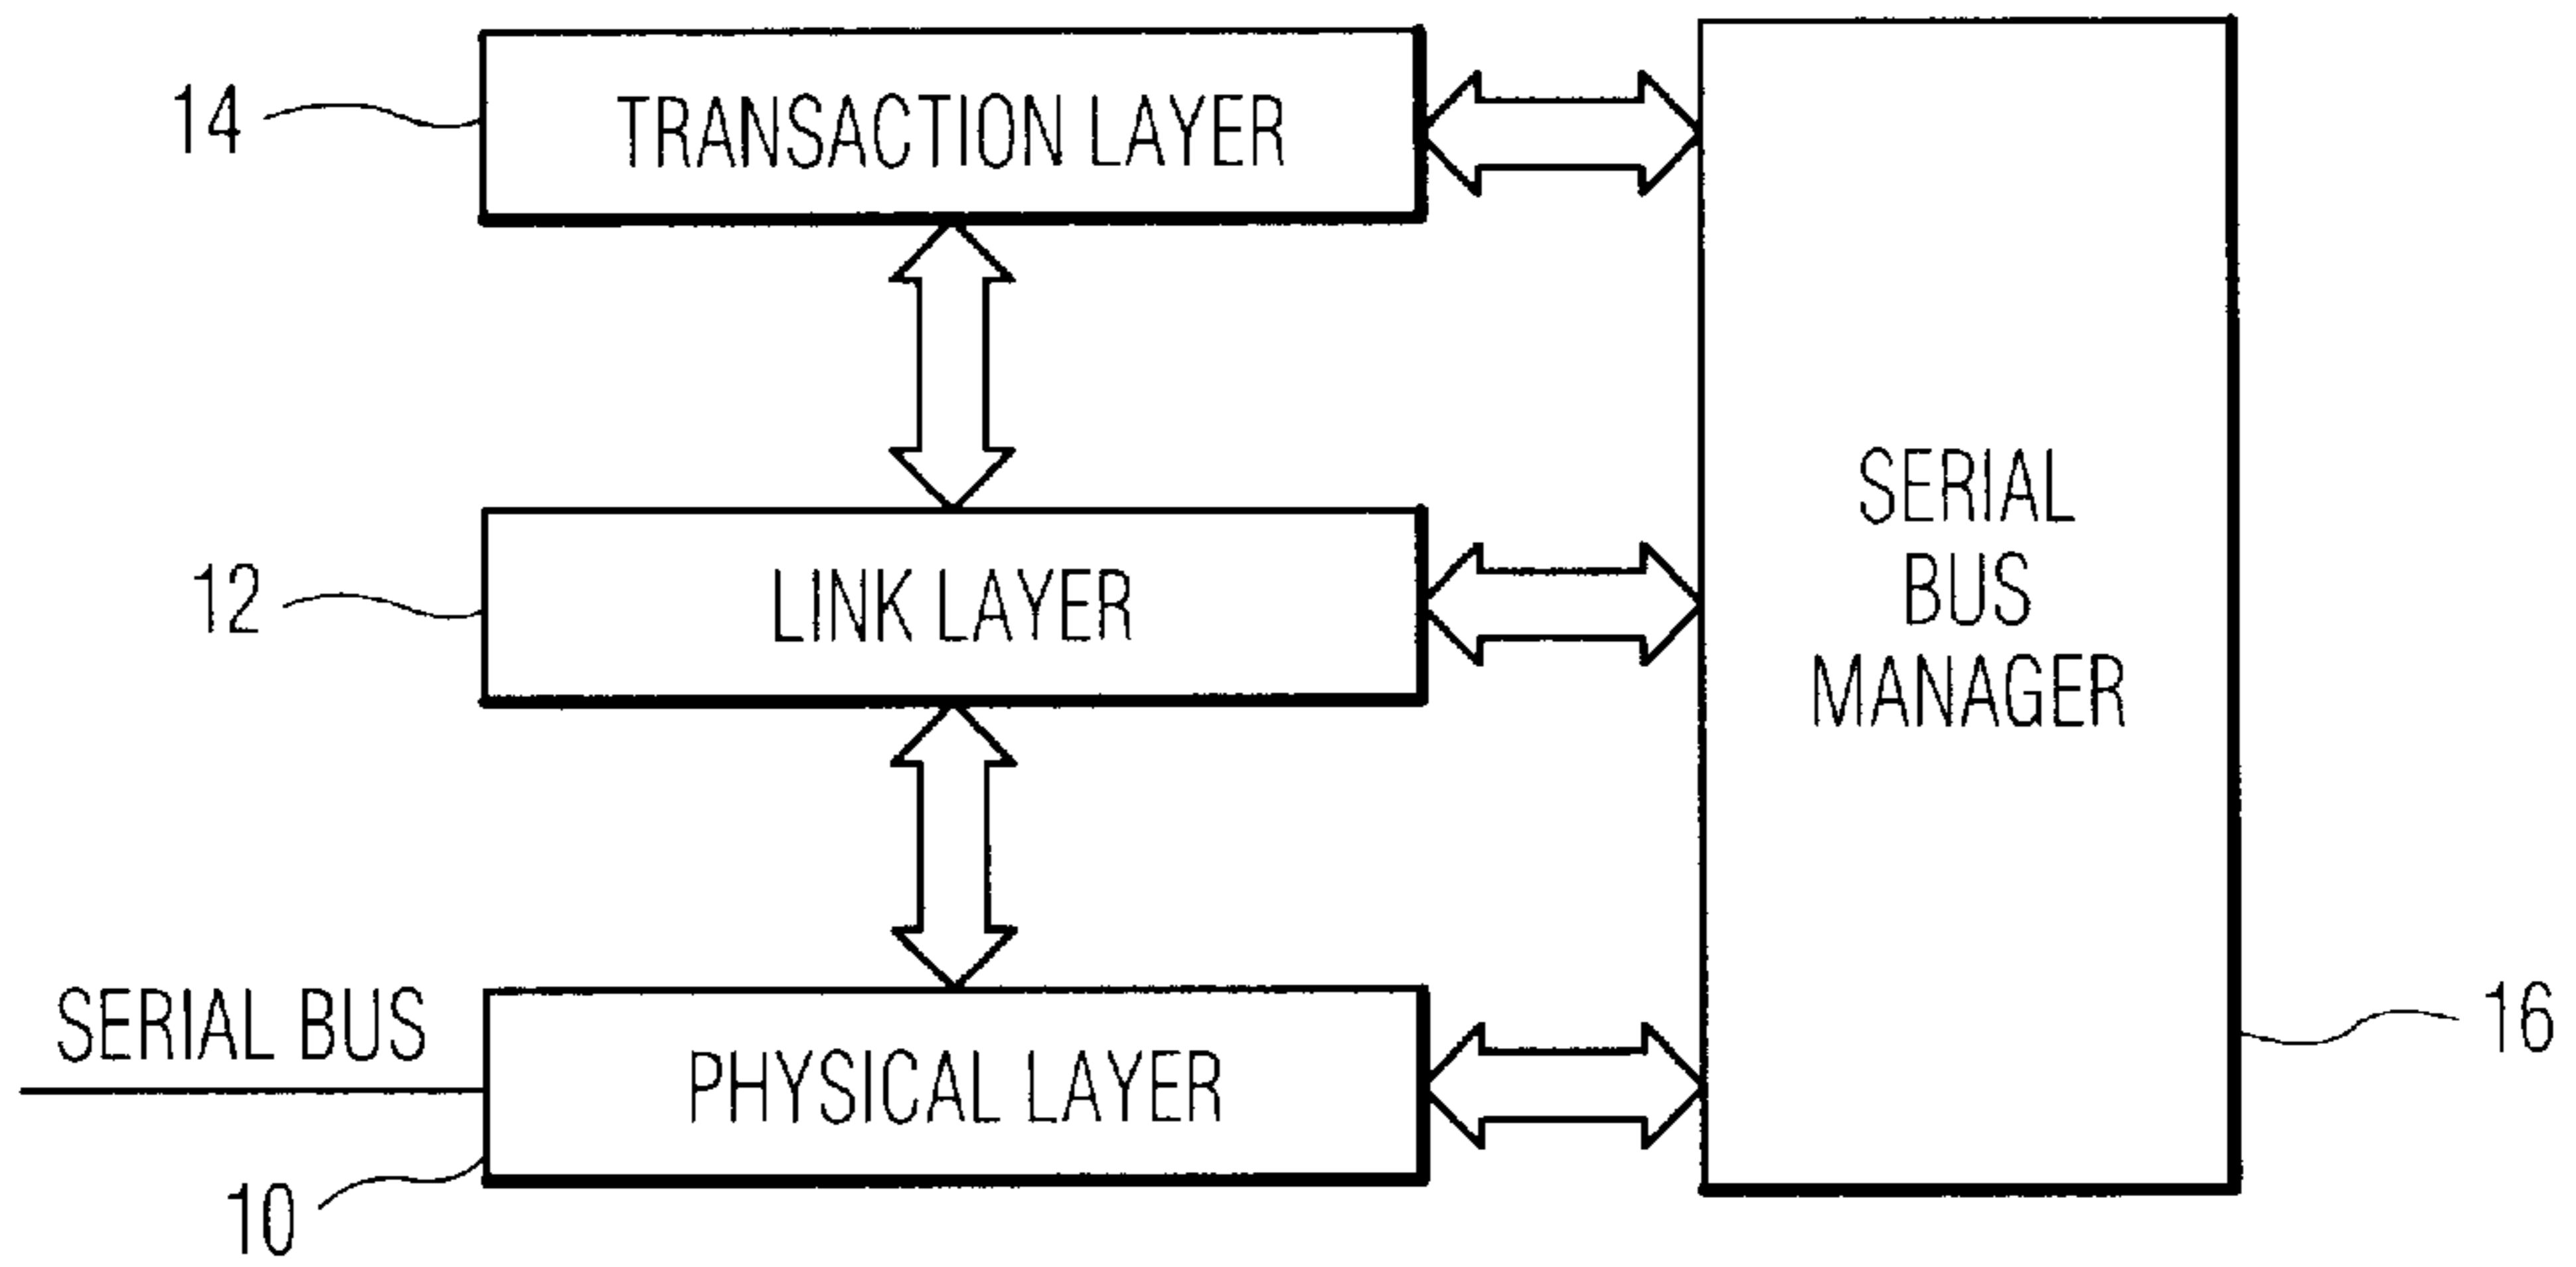 14
TRANSACTION LAYER
12
LINK LAYER
SERIAL
BUS
MANAGER
SERIAL BUS
PHYSICAL LAYER
10
16